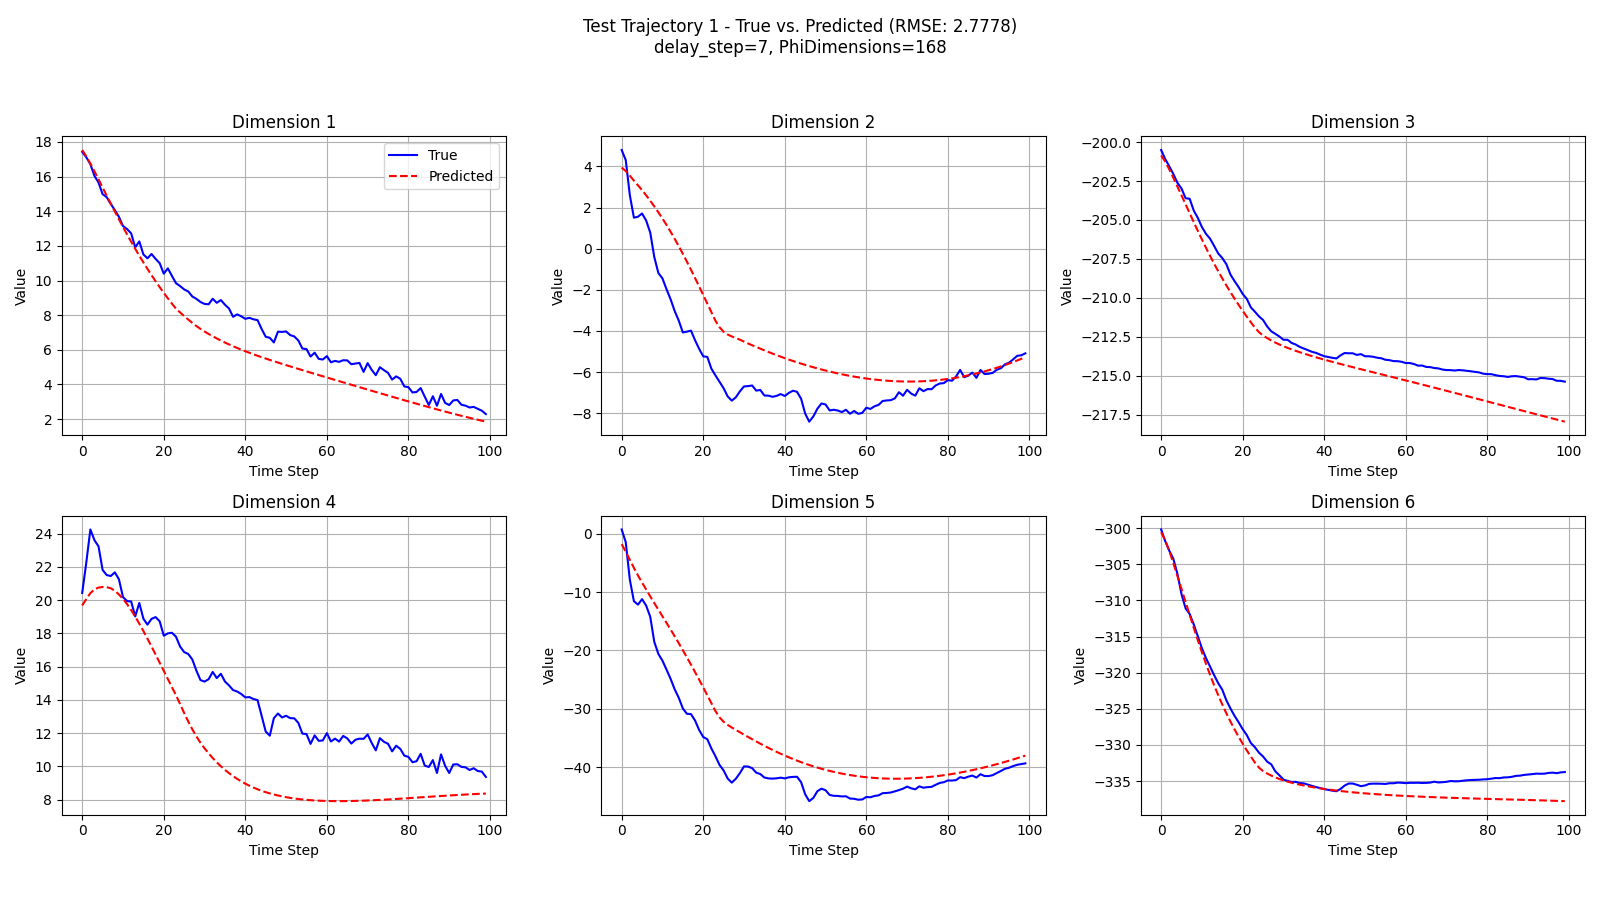 Test Trajectory 1 - True vs. Predicted (RMSE: 2.7778)
delay_step=7, PhiDimensions=168
Dimension 1
Value
18
16
14
12
10
8
6
4
2
True
Predicted
0 20 40 60 80 100
Time Step
Dimension 2
Value
4
2
0
−2
−4
−6
−8
0 20 40 60 80 100
Time Step
Dimension 3
Value
−200.0
−202.5
−205.0
−207.5
−210.0
−212.5
−215.0
−217.5
0 20 40 60 80 100
Time Step
Dimension 4
Value
24
22
20
18
16
14
12
10
8
0 20 40 60 80 100
Time Step
Dimension 5
Value
0
−10
−20
−30
−40
0 20 40 60 80 100
Time Step
Dimension 6
Value
−300
−305
−310
−315
−320
−325
−330
−335
0 20 40 60 80 100
Time Step